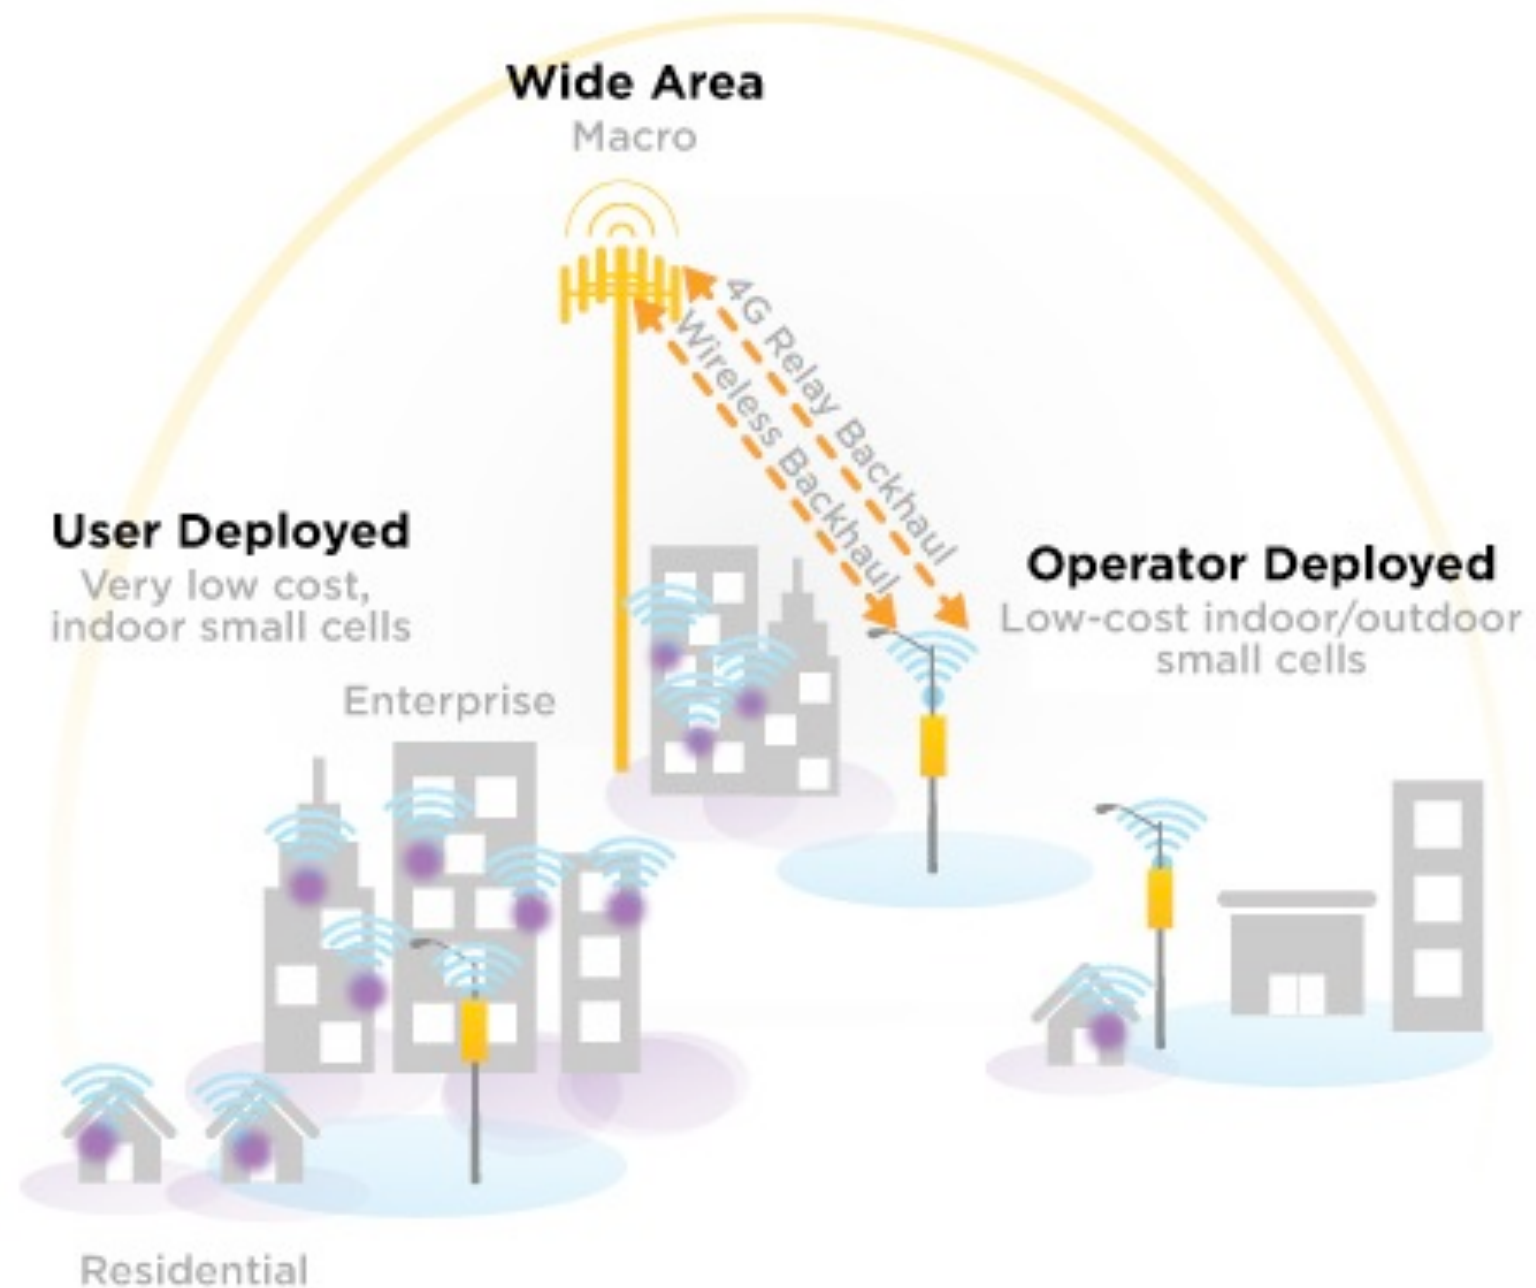 Wide Area
Macro
4G Relay Backhaul
Wireless Backhaul
User Deployed
Very low cost,
indoor small cells
Operator Deployed
Low-cost indoor/outdoor
small cells
Enterprise
Residential